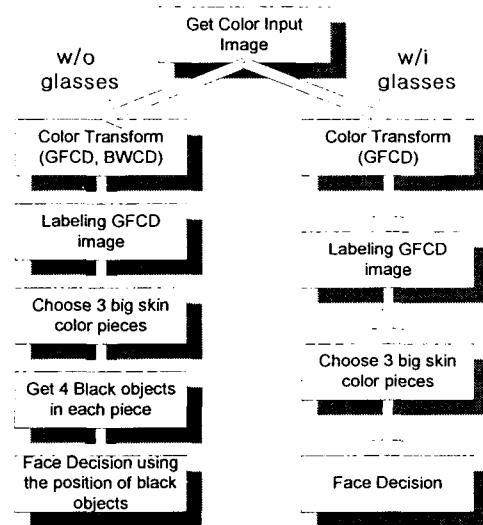 Get Color Input
Image
w/o
glasses
w/i
glasses
Color Transform
(GFCD, BWCD)
Labeling GFCD
image
Choose 3 big skin
color pieces
Get 4 Black objects
in each piece
Face Decision using
the position of black
objects
Color Transform
(GFCD)
Labeling GFCD
image
Choose 3 big skin
color pieces
Face Decision